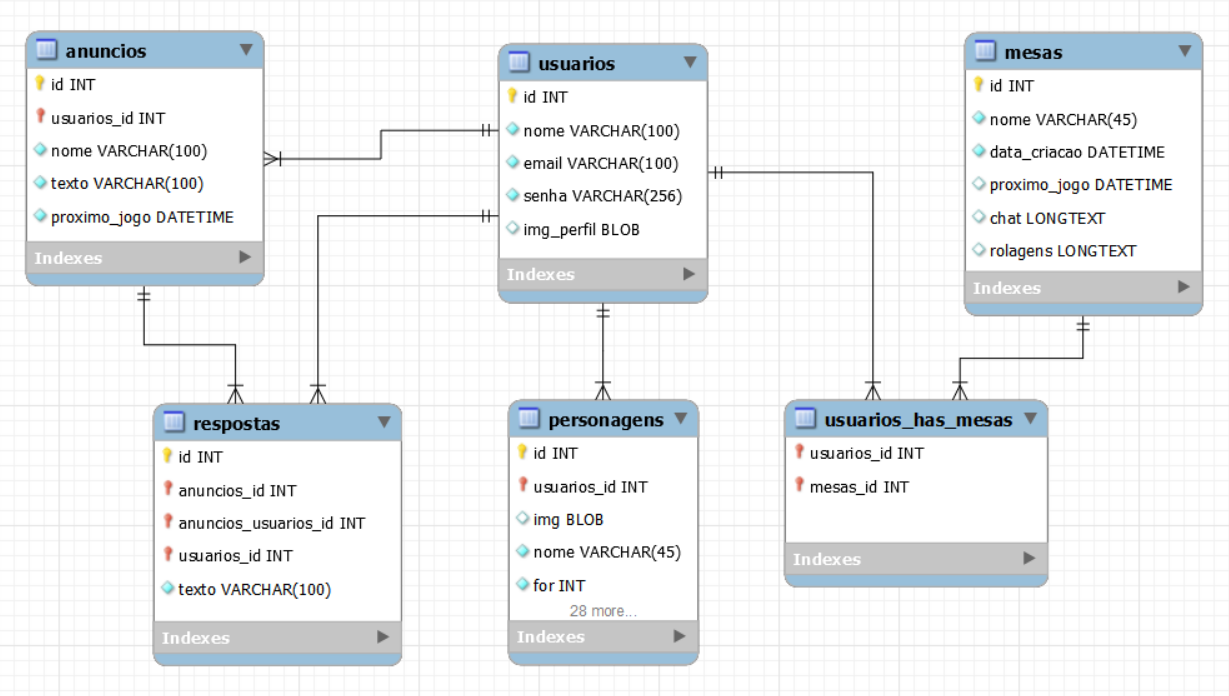 anuncios
id INT
usuarios_id INT
nome VARCHAR(100)
texto VARCHAR(100)
proximo_jogo DATETIME
Indexes
usuarios
id INT
nome VARCHAR(100)
email VARCHAR(100)
senha VARCHAR(256)
img_perfil BLOB
Indexes
mesas
id INT
nome VARCHAR(45)
data_criacao DATETIME
proximo_jogo DATETIME
chat LONGTEXT
rolagens LONGTEXT
Indexes
respostas
id INT
anuncios_id INT
anuncios_usuarios_id INT
usuarios_id INT
texto VARCHAR(100)
Indexes
personagens
id INT
usuarios_id INT
img BLOB
nome VARCHAR(45)
for INT
28 more...
Indexes
usuarios_has_mesas
usuarios_id INT
mesas_id INT
Indexes